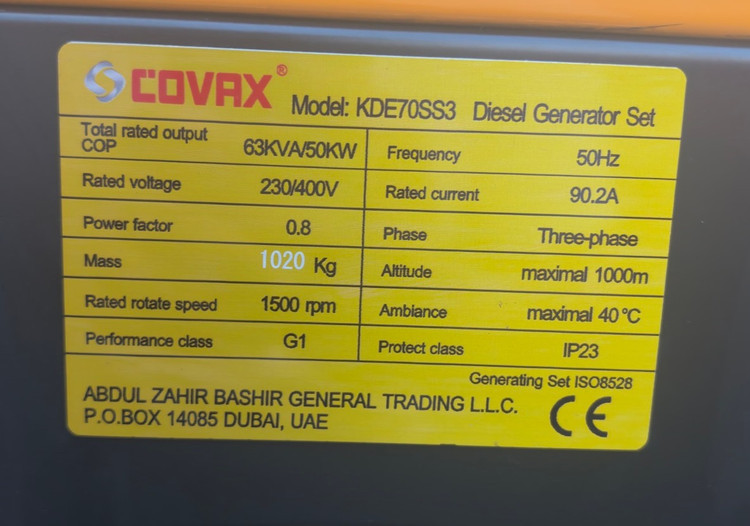 COVAX® Model: KDE70SS3 Diesel Generator Set
Total rated output COP 63KVA/50KW
Frequency 50Hz
Rated voltage 230/400V
Rated current 90.2A
Power factor 0.8
Phase Three-phase
Mass 1020 Kg
Altitude maximal 1000m
Rated rotate speed 1500 rpm
Ambiance maximal 40°C
Performance class G1
Protect class IP23
Generating Set ISO8528
ABDUL ZAHIR BASHIR GENERAL TRADING L.L.C.
P.O.BOX 14085 DUBAI, UAE
CE